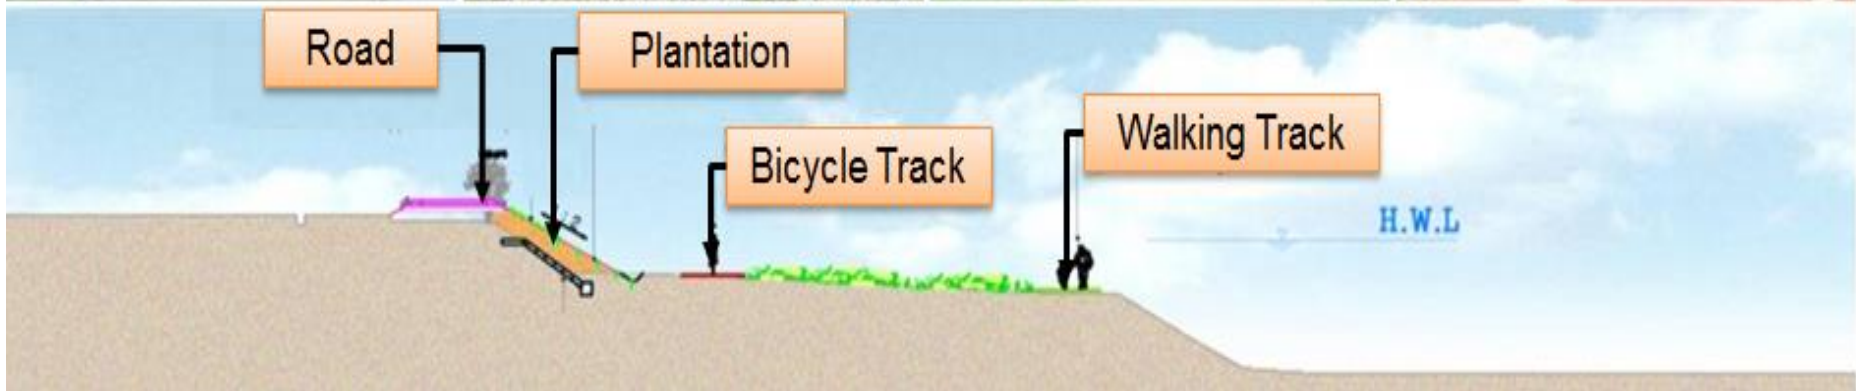 Road
Plantation
Bicycle Track
Walking Track
H.W.L